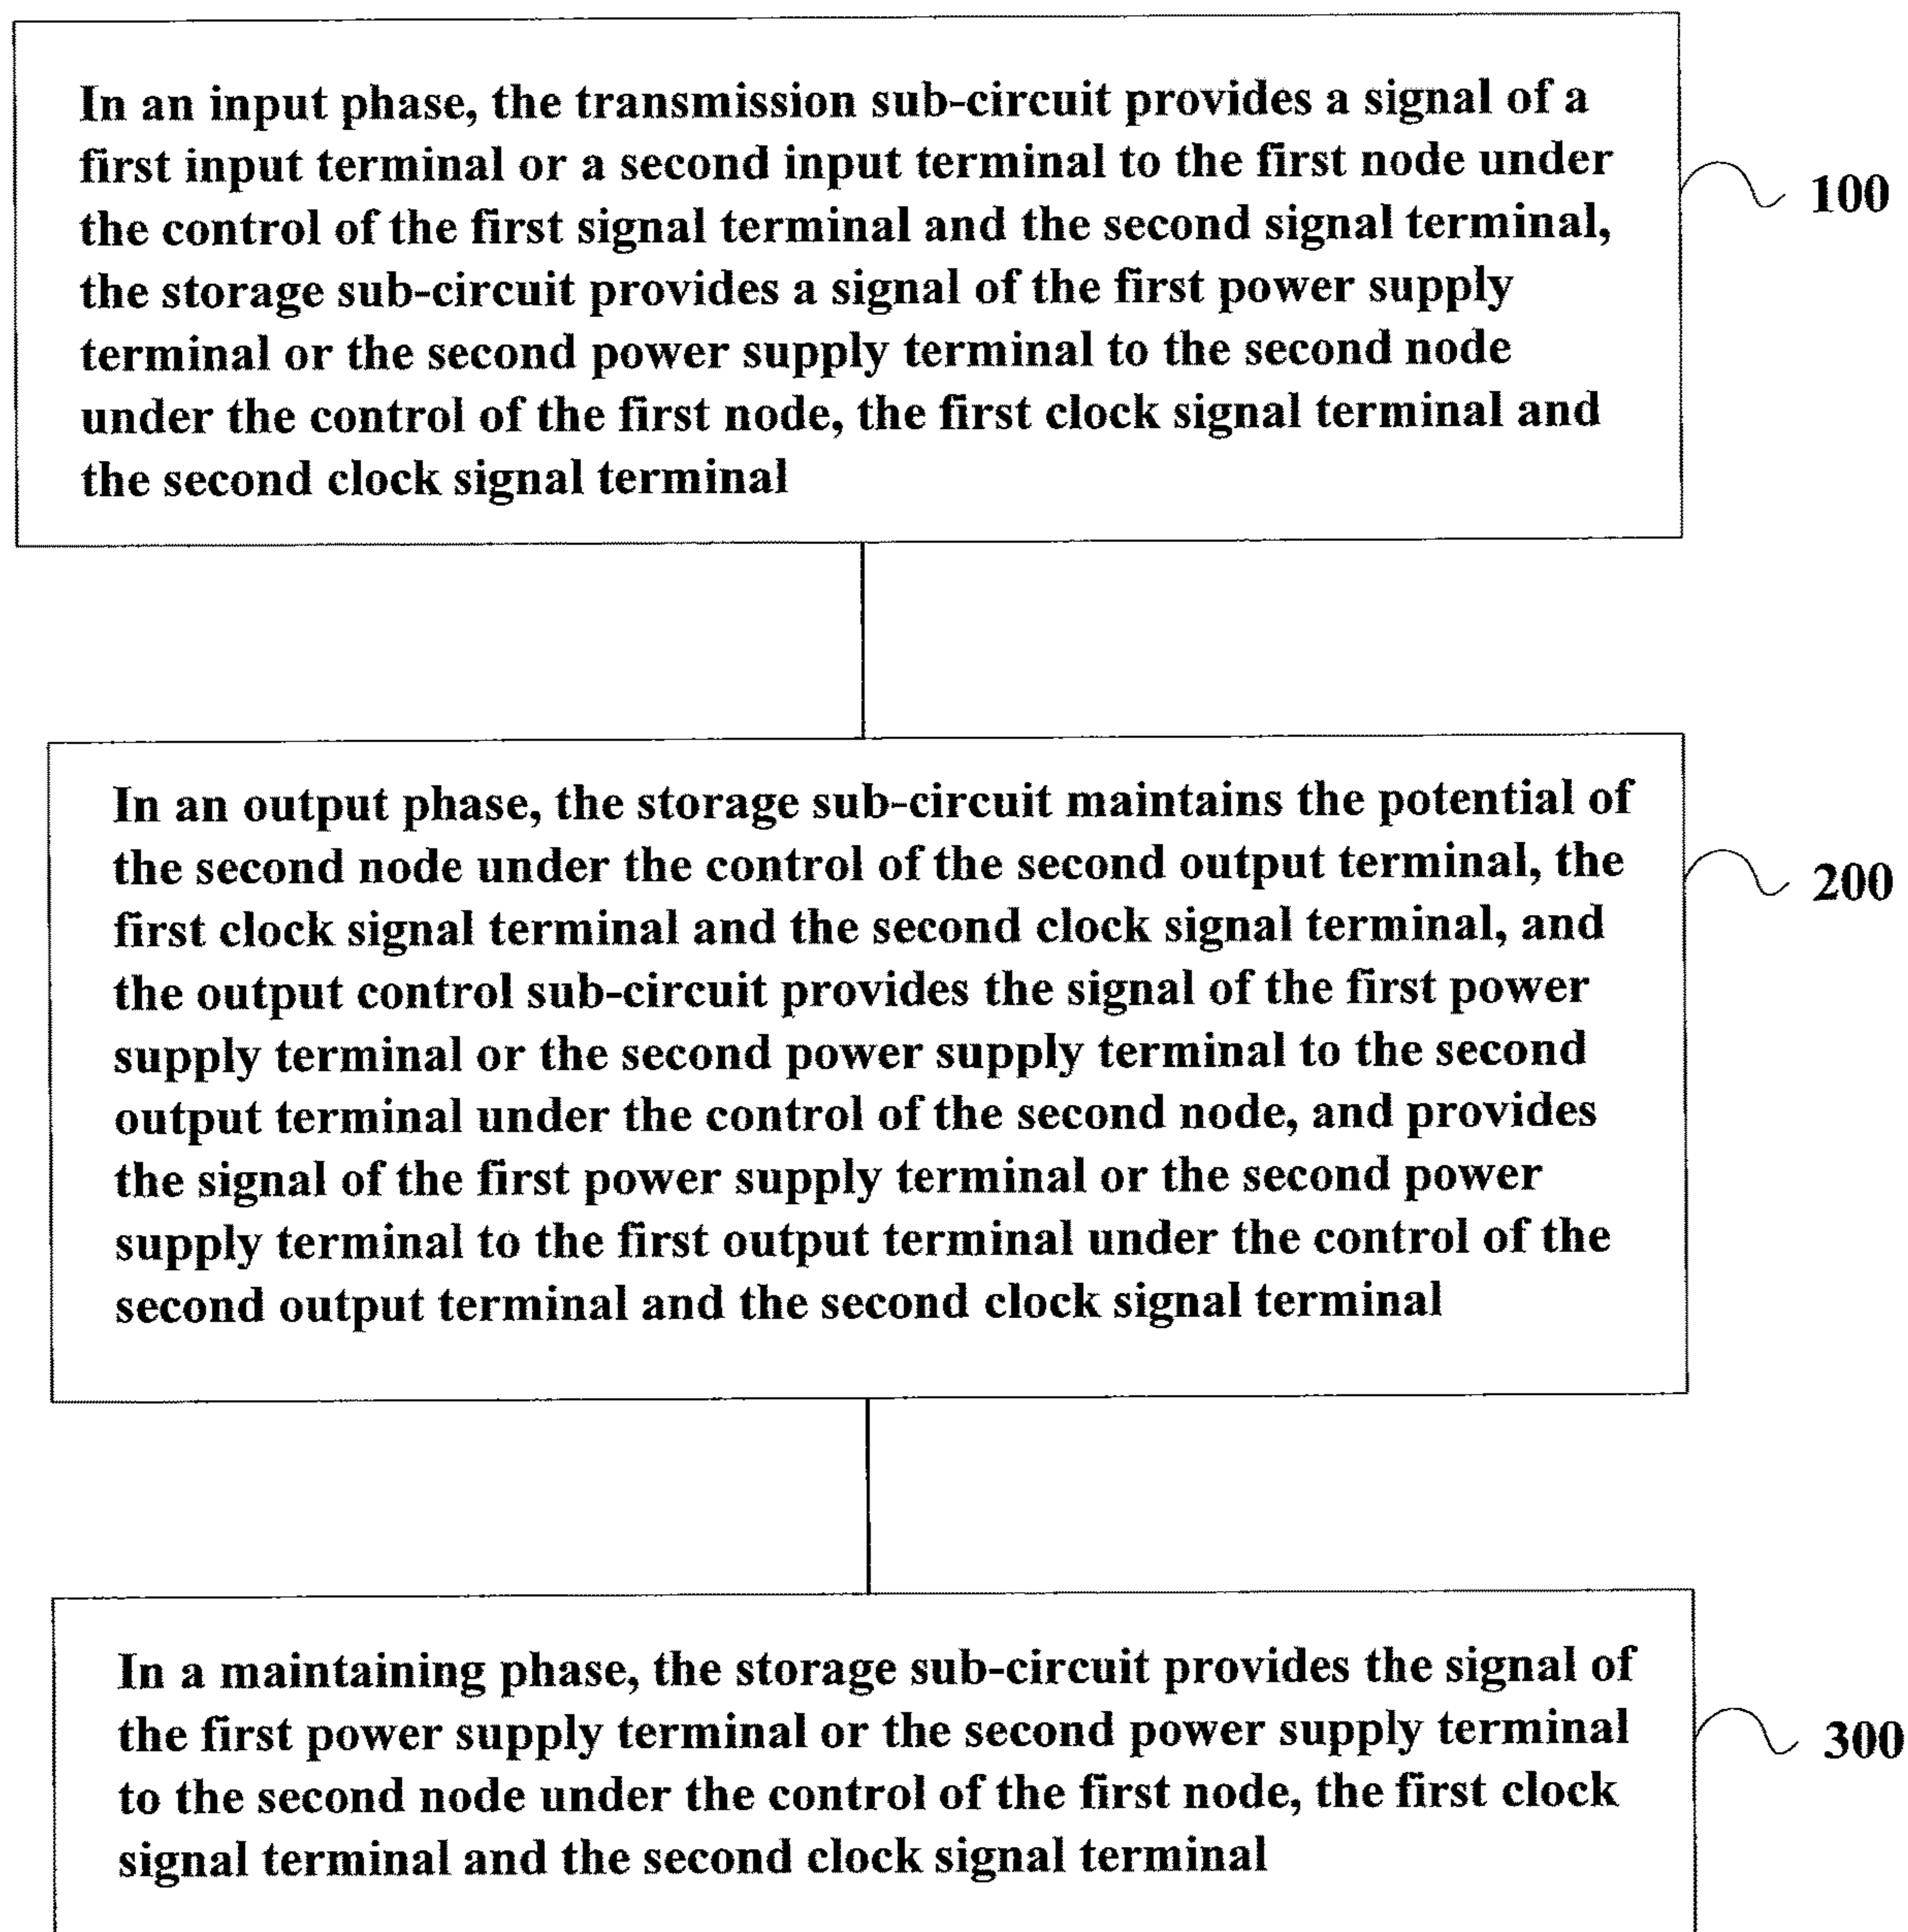 In an input phase, the transmission sub-circuit provides a signal of a
first input terminal or a second input terminal to the first node under
the control of the first signal terminal and the second signal terminal,
the storage sub-circuit provides a signal of the first power supply
terminal or the second power supply terminal to the second node
under the control of the first node, the first clock signal terminal and
the second clock signal terminal
100
In an output phase, the storage sub-circuit maintains the potential of
the second node under the control of the second output terminal, the
first clock signal terminal and the second clock signal terminal, and
the output control sub-circuit provides the signal of the first power
supply terminal or the second power supply terminal to the second
output terminal under the control of the second node, and provides
the signal of the first power supply terminal or the second power
supply terminal to the first output terminal under the control of the
second output terminal and the second clock signal terminal
200
In a maintaining phase, the storage sub-circuit provides the signal of
the first power supply terminal or the second power supply terminal
to the second node under the control of the first node, the first clock
signal terminal and the second clock signal terminal
300